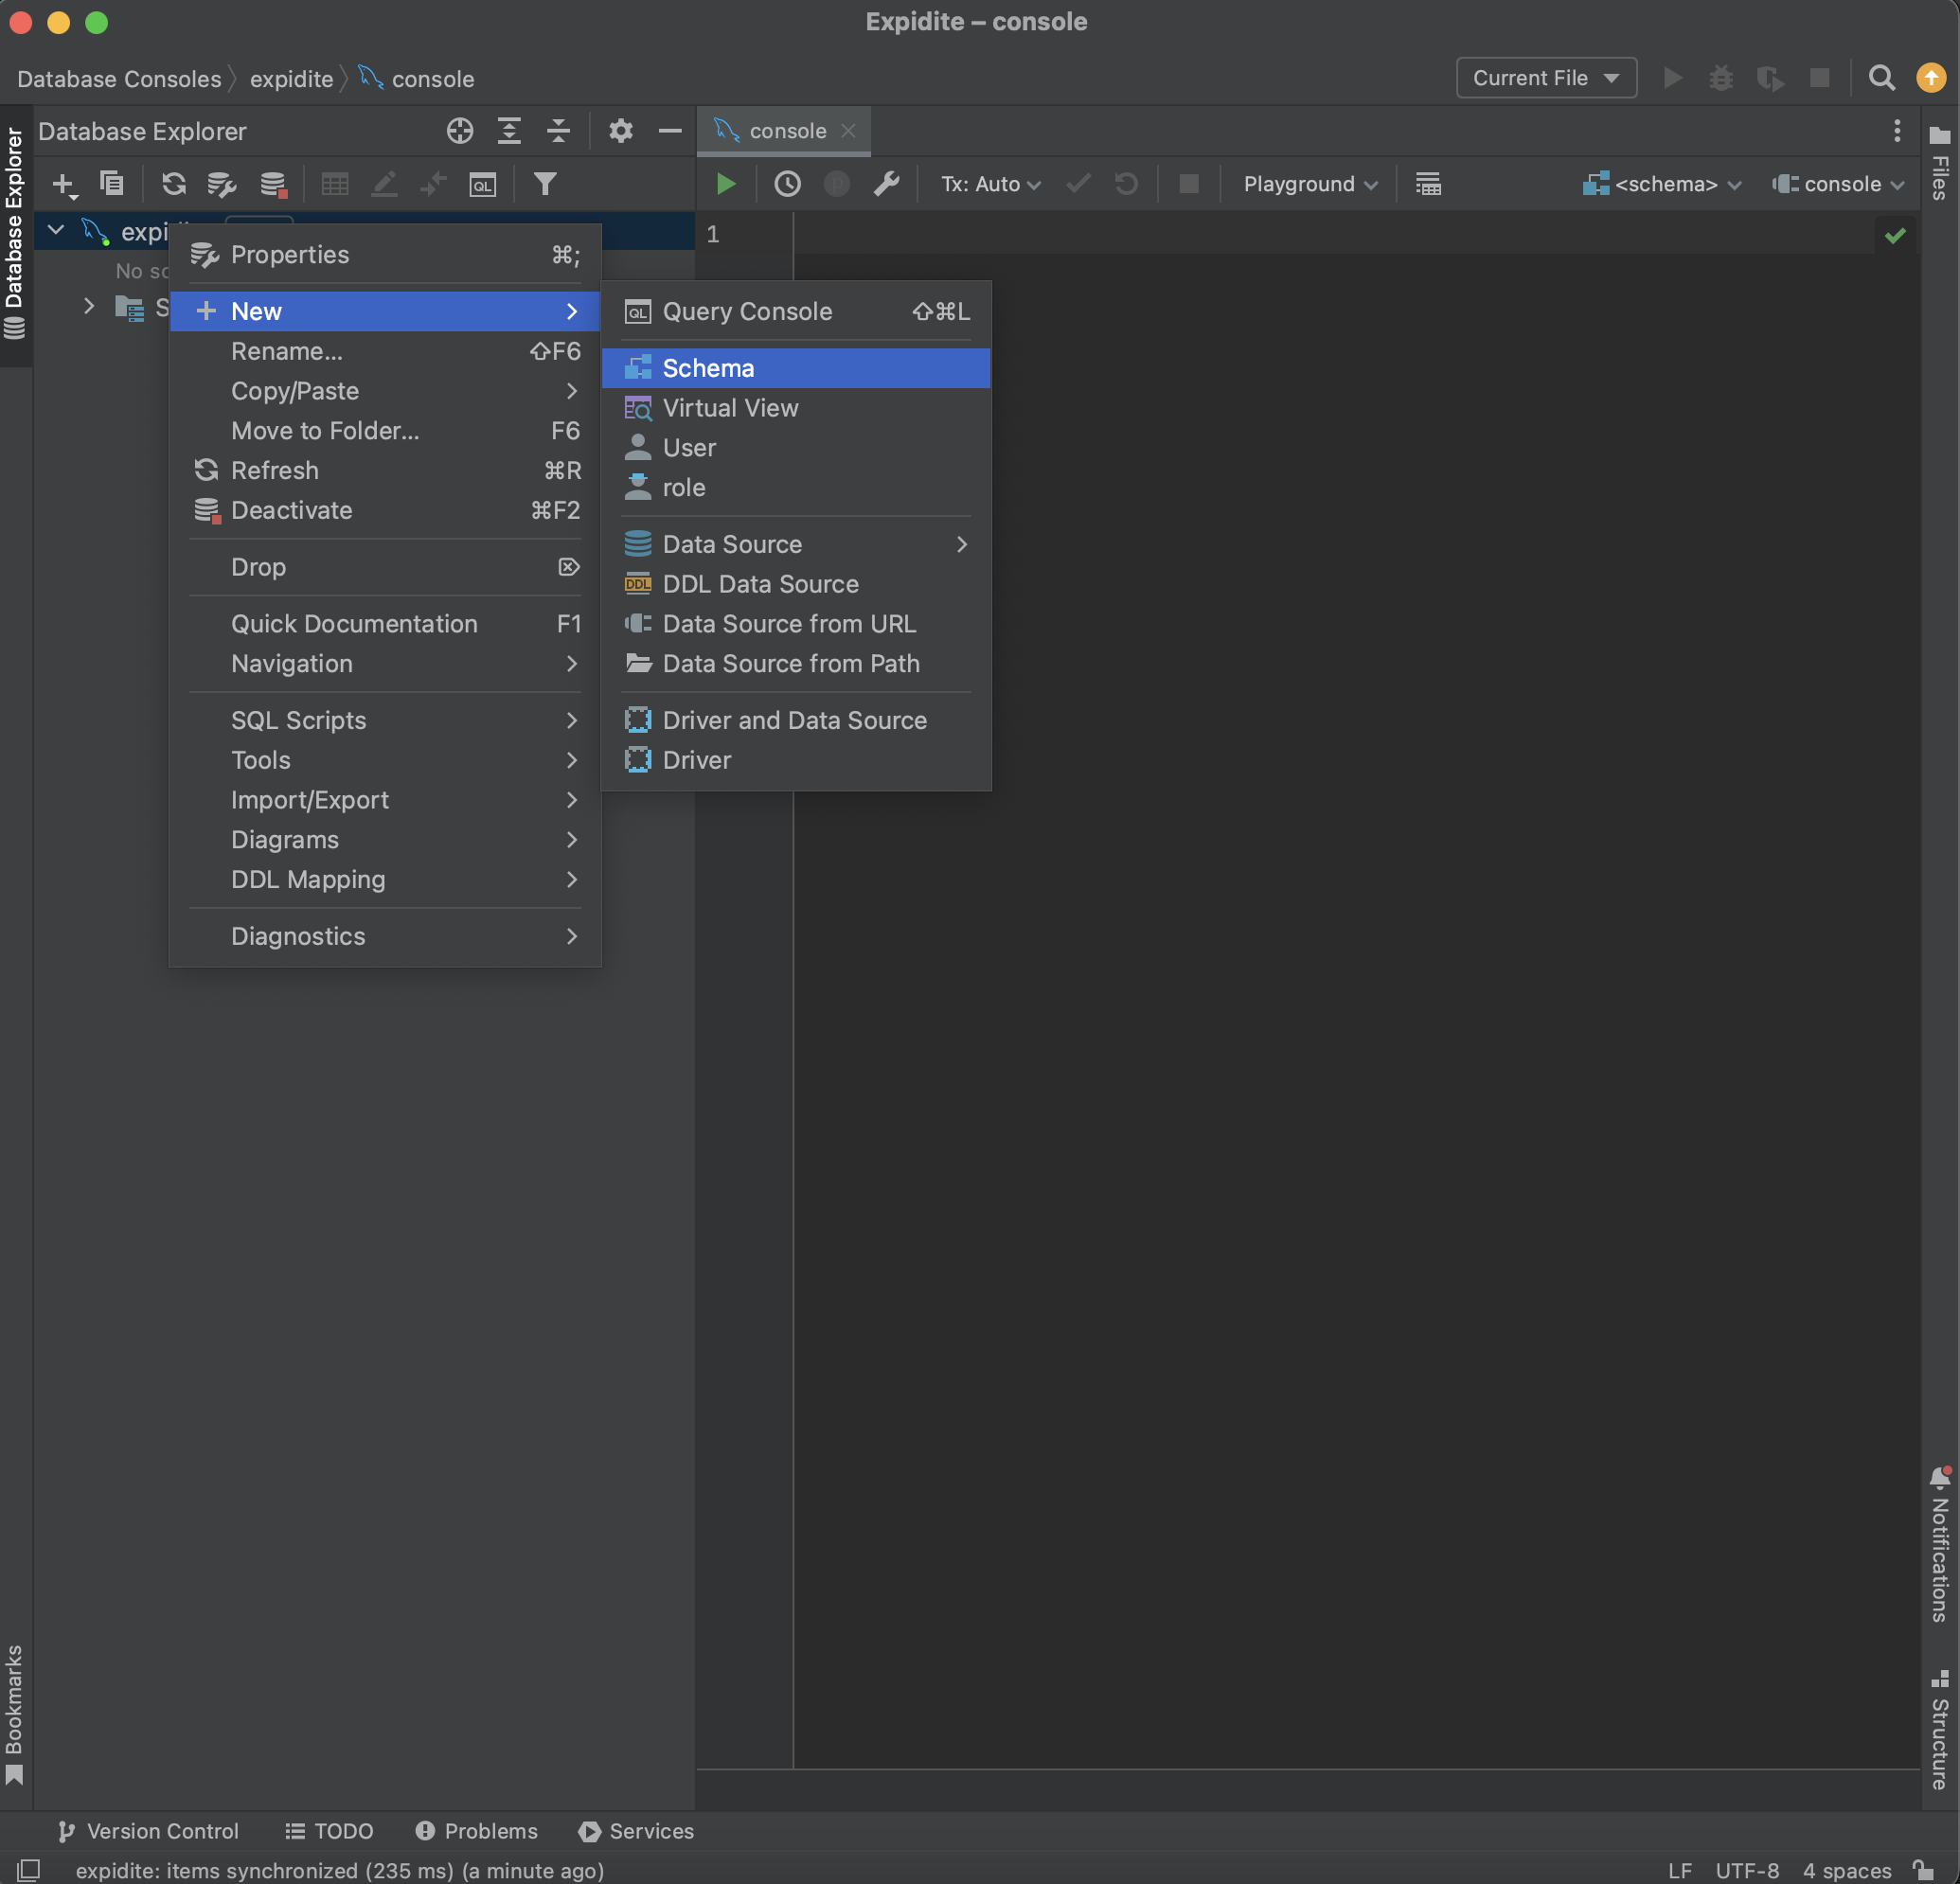 Expidite – console
Database Consoles
expidite
console
Current File
Database Explorer
Database Explorer
console
Files
Tx: Auto
Playground
<schema>
console
1
Properties ⌘;
New
Rename... ⇧F6
Copy/Paste
Move to Folder... F6
Refresh ⌘R
Deactivate ⌘F2
Drop
Quick Documentation F1
Navigation
SQL Scripts
Tools
Import/Export
Diagrams
DDL Mapping
Diagnostics
QL Query Console ⇧⌘L
Schema
Virtual View
User
role
Data Source
DDL DDL Data Source
Data Source from URL
Data Source from Path
Driver and Data Source
Driver
Notifications
Structure
Bookmarks
Version Control
TODO
Problems
Services
expidite: items synchronized (235 ms) (a minute ago)
LF UTF-8 4 spaces